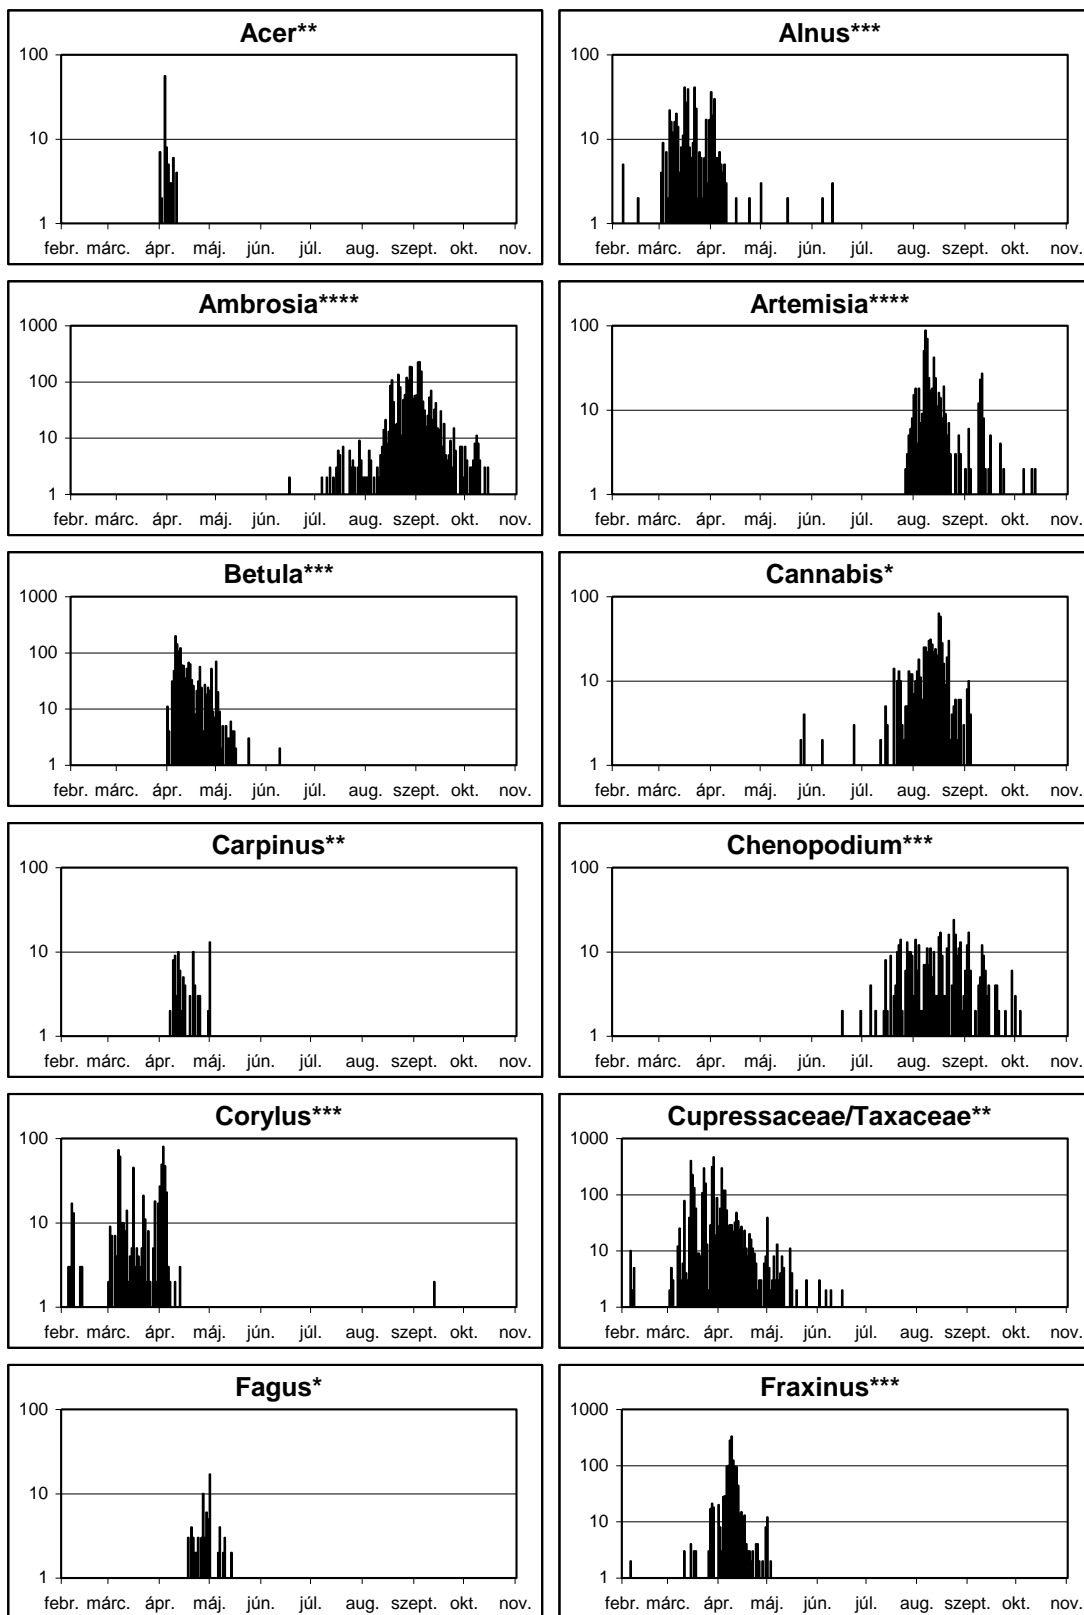 Acer**
100
10
1
febr. márc. ápr. máj. jún. júl. aug. szept. okt. nov.
Alnus***
100
10
1
febr. márc. ápr. máj. jún. júl. aug. szept. okt. nov.
Ambrosia****
1000
100
10
1
febr. márc. ápr. máj. jún. júl. aug. szept. okt. nov.
Artemisia****
100
10
1
febr. márc. ápr. máj. jún. júl. aug. szept. okt. nov.
Betula***
1000
100
10
1
febr. márc. ápr. máj. jún. júl. aug. szept. okt. nov.
Cannabis*
100
10
1
febr. márc. ápr. máj. jún. júl. aug. szept. okt. nov.
Carpinus**
100
10
1
febr. márc. ápr. máj. jún. júl. aug. szept. okt. nov.
Chenopodium***
100
10
1
febr. márc. ápr. máj. jún. júl. aug. szept. okt. nov.
Corylus***
100
10
1
febr. márc. ápr. máj. jún. júl. aug. szept. okt. nov.
Cupressaceae/Taxaceae**
1000
100
10
1
febr. márc. ápr. máj. jún. júl. aug. szept. okt. nov.
Fagus*
100
10
1
febr. márc. ápr. máj. jún. júl. aug. szept. okt. nov.
Fraxinus***
1000
100
10
1
febr. márc. ápr. máj. jún. júl. aug. szept. okt. nov.